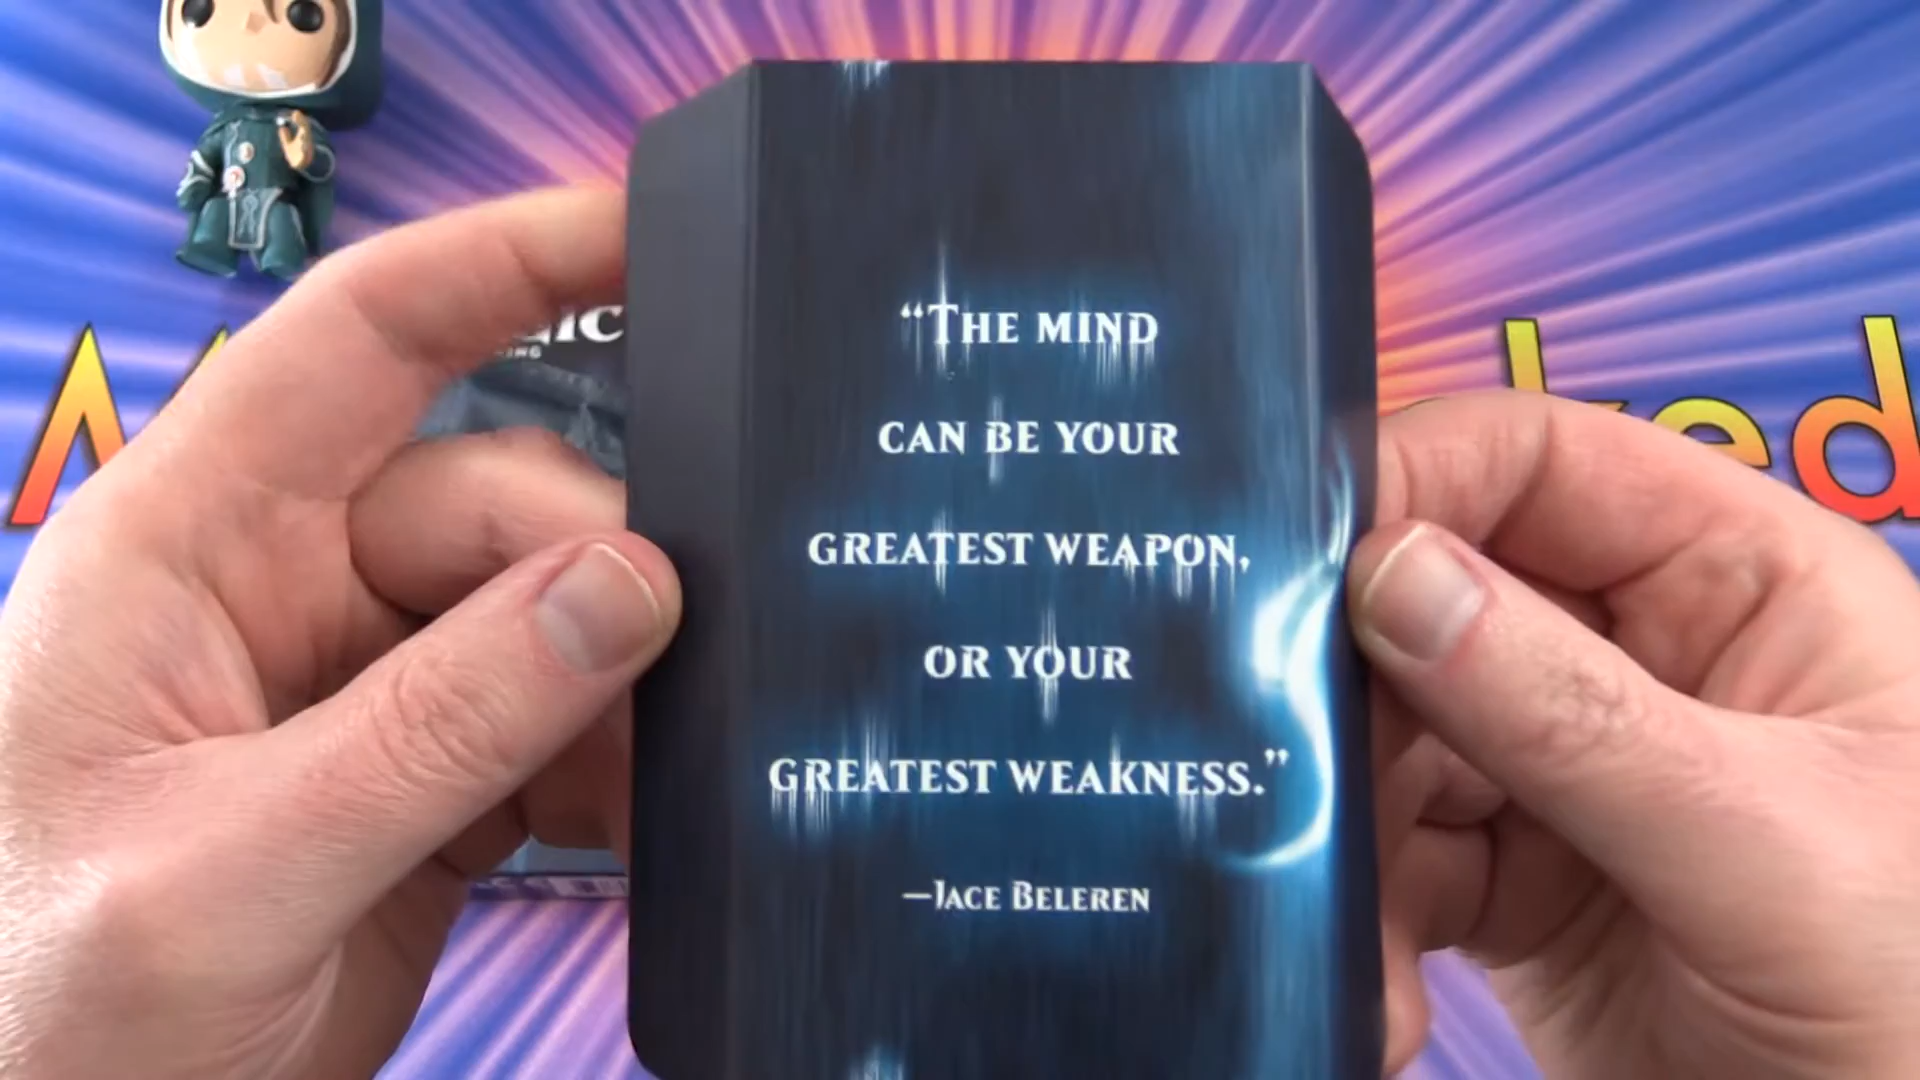 “The mind
can be your
greatest weapon,
or your
greatest weakness.”
—Jace Beleren